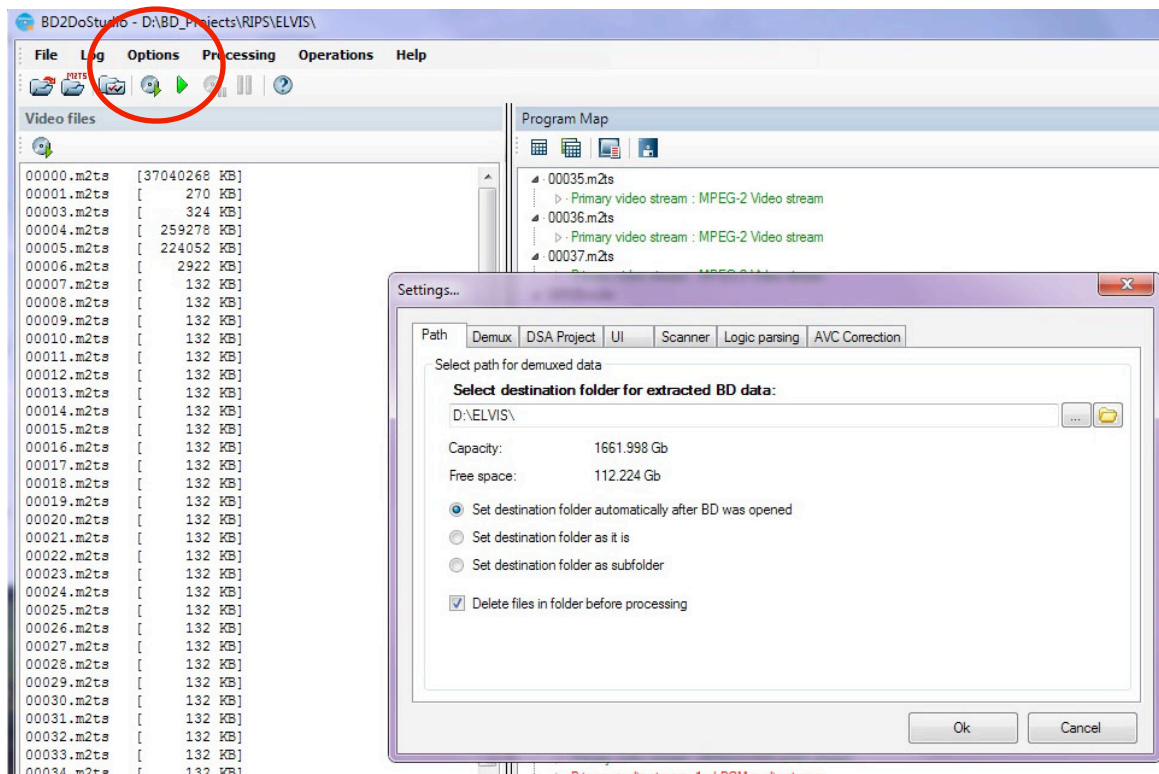 BD2DoStudio - D:\BD_Projects\RIPS\ELVIS\
File Log Options Processing Operations Help
M2TS
Video files
00000.m2ts [37040268 KB]
00001.m2ts [ 270 KB]
00003.m2ts [ 324 KB]
00004.m2ts [ 259278 KB]
00005.m2ts [ 224052 KB]
00006.m2ts [ 2922 KB]
00007.m2ts [ 132 KB]
00008.m2ts [ 132 KB]
00009.m2ts [ 132 KB]
00010.m2ts [ 132 KB]
00011.m2ts [ 132 KB]
00012.m2ts [ 132 KB]
00013.m2ts [ 132 KB]
00014.m2ts [ 132 KB]
00015.m2ts [ 132 KB]
00016.m2ts [ 132 KB]
00017.m2ts [ 132 KB]
00018.m2ts [ 132 KB]
00019.m2ts [ 132 KB]
00020.m2ts [ 132 KB]
00021.m2ts [ 132 KB]
00022.m2ts [ 132 KB]
00023.m2ts [ 132 KB]
00024.m2ts [ 132 KB]
00025.m2ts [ 132 KB]
00026.m2ts [ 132 KB]
00027.m2ts [ 132 KB]
00028.m2ts [ 132 KB]
00029.m2ts [ 132 KB]
00030.m2ts [ 132 KB]
00031.m2ts [ 132 KB]
00032.m2ts [ 132 KB]
00033.m2ts [ 132 KB]
00034.m2ts [ 132 KB]
Program Map
00035.m2ts
Primary video stream : MPEG-2 Video stream
00036.m2ts
Primary video stream : MPEG-2 Video stream
00037.m2ts
Settings...
Path Demux DSA Project UI Scanner Logic parsing AVC Correction
Select path for demuxed data
Select destination folder for extracted BD data:
D:\ELVIS\
...
Capacity: 1661.998 Gb
Free space: 112.224 Gb
Set destination folder automatically after BD was opened
Set destination folder as it is
Set destination folder as subfolder
Delete files in folder before processing
Ok Cancel